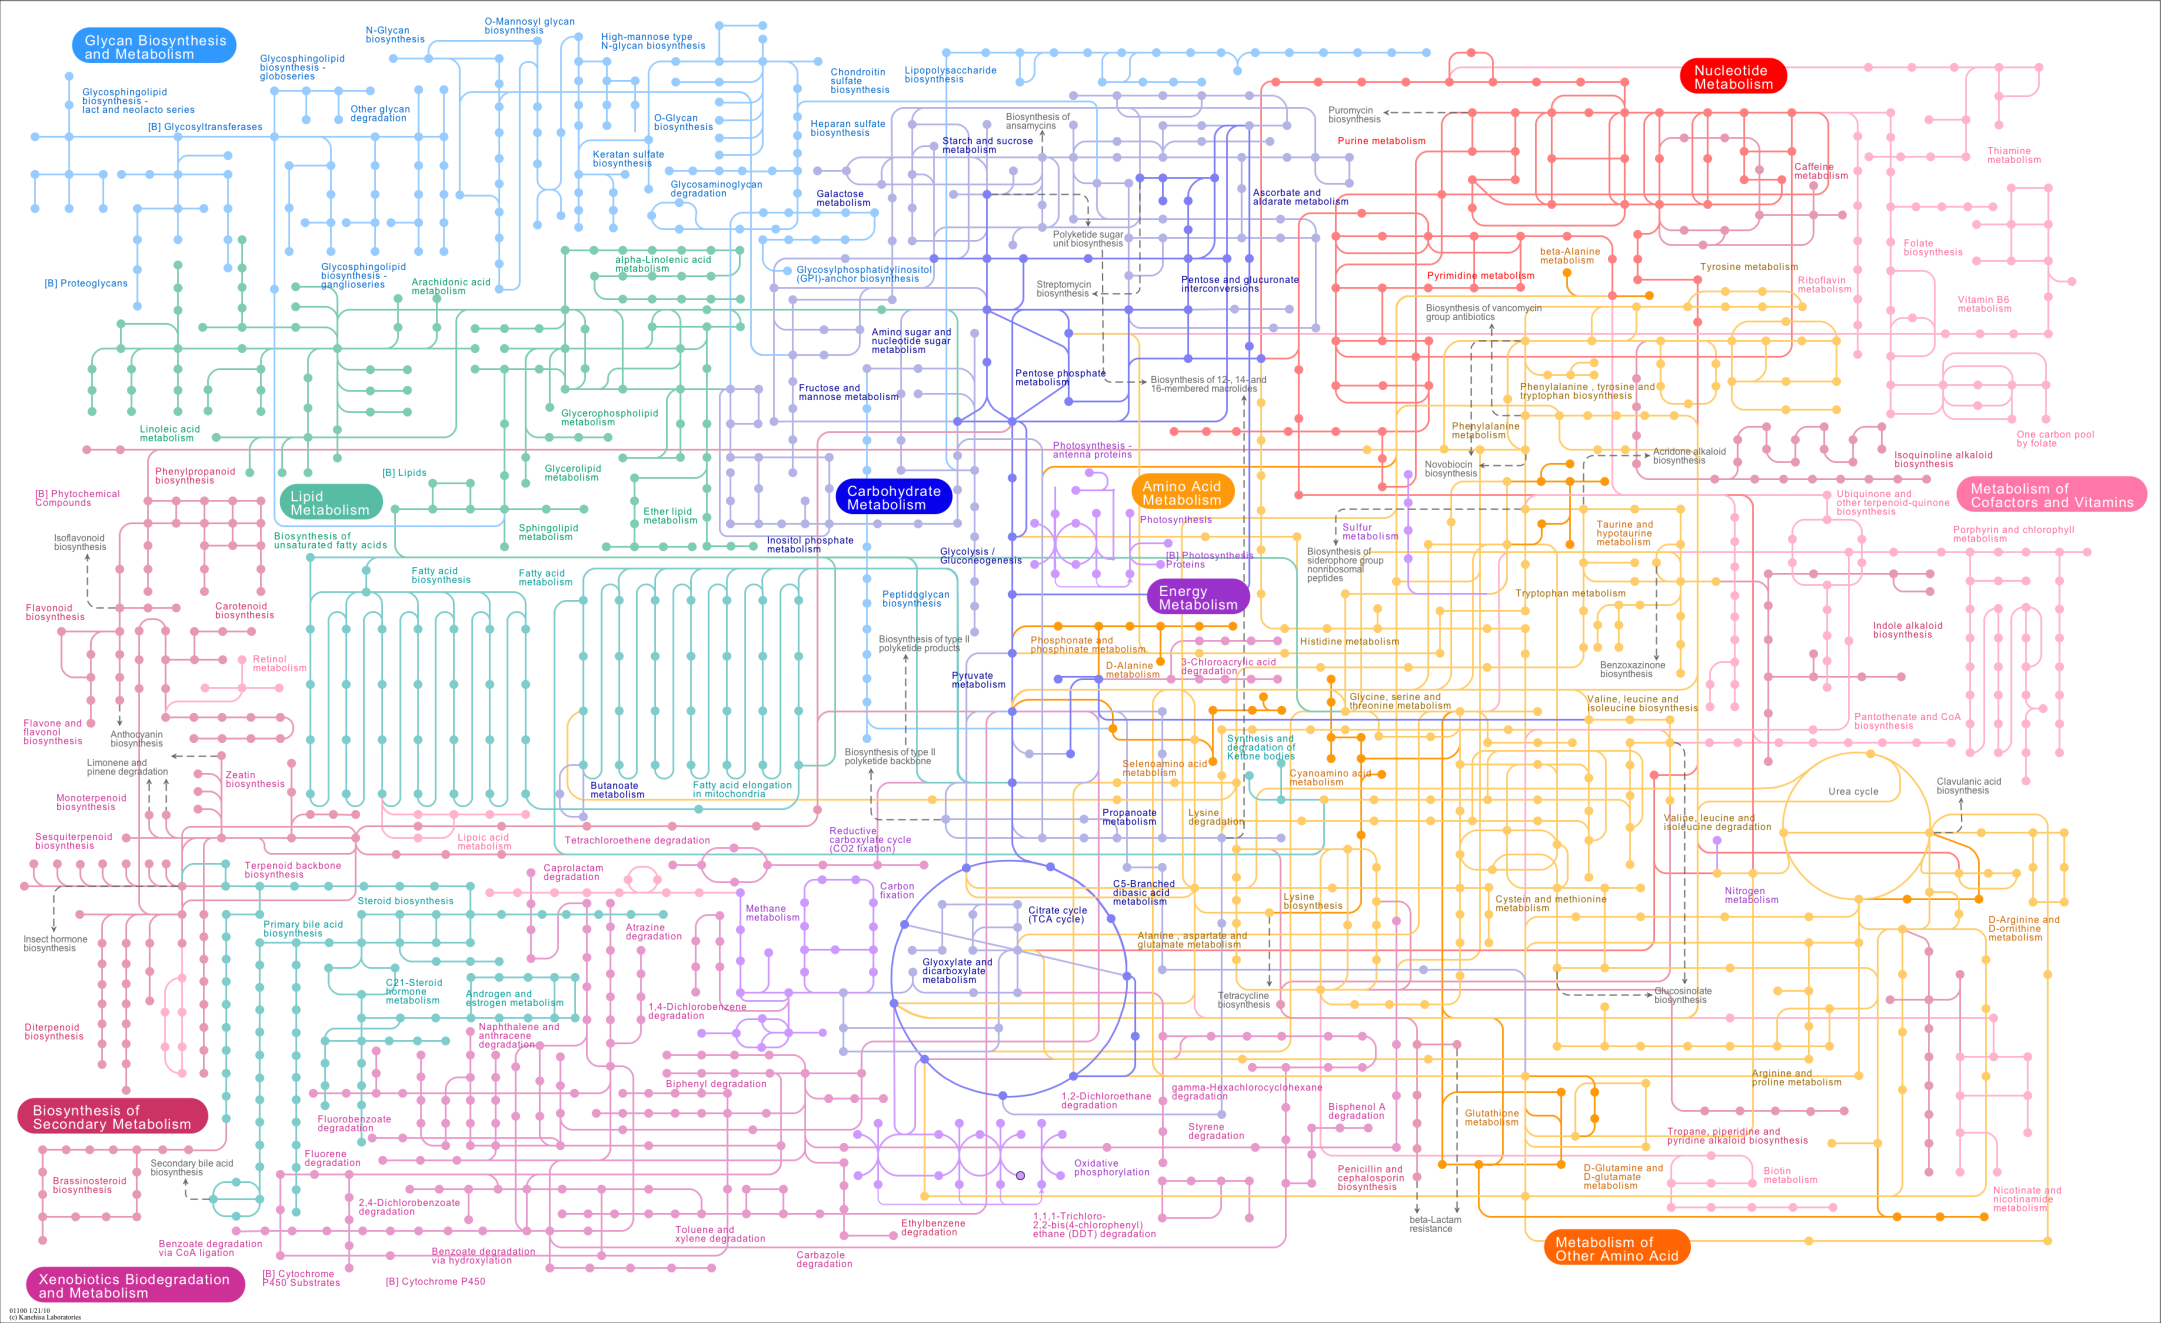 Glycan Biosynthesis
and Metabolism
N-Glycan
biosynthesis
O-Mannosyl glycan
biosynthesis
High-mannose type
N-glycan biosynthesis
Glycosphingolipid
biosynthesis -
globoseries
Glycosphingolipid
biosynthesis -
lact and neolacto series
Other glycan
degradation
[B] Glycosyltransferases
O-Glycan
biosynthesis
Chondroitin
sulfate
biosynthesis
Lipopolysaccharide
biosynthesis
Heparan sulfate
biosynthesis
Keratan sulfate
biosynthesis
Glycosaminoglycan
degradation
Galactose
metabolism
Starch and sucrose
metabolism
Biosynthesis of
ansamycins
Ascorbate and
aldarate metabolism
Puromycin
biosynthesis
Purine metabolism
Nucleotide
Metabolism
Caffeine
metabolism
Thiamine
metabolism
Folate
biosynthesis
Riboflavin
metabolism
Vitamin B6
metabolism
Tyrosine metabolism
beta-Alanine
metabolism
Pyrimidine metabolism
Biosynthesis of vancomycin
group antibiotics
Polyketide sugar
unit biosynthesis
Streptomycin
biosynthesis
Pentose and glucuronate
interconversions
[B] Proteoglycans
Glycosphingolipid
biosynthesis -
ganglioseries
Arachidonic acid
metabolism
alpha-Linolenic acid
metabolism
Glycosylphosphatidylinositol
(GPI)-anchor biosynthesis
Amino sugar and
nucleotide sugar
metabolism
Fructose and
mannose metabolism
Pentose phosphate
metabolism
Biosynthesis of 12-, 14- and
16-membered macrolides
Phenylalanine , tyrosine and
tryptophan biosynthesis
Phenylalanine
metabolism
Novobiocin
biosynthesis
Acridone alkaloid
biosynthesis
One carbon pool
by folate
Isoquinoline alkaloid
biosynthesis
Linoleic acid
metabolism
Glycerophospholipid
metabolism
Glycerolipid
metabolism
Phenylpropanoid
biosynthesis
[B] Lipids
[B] Phytochemical
Compounds
Lipid
Metabolism
Carbohydrate
Metabolism
Photosynthesis -
antenna proteins
Amino Acid
Metabolism
Photosynthesis
[B] Photosynthesis
Proteins
Metabolism of
Cofactors and Vitamins
Ubiquinone and
other terpenoid-quinone
biosynthesis
Porphyrin and chlorophyll
metabolism
Ether lipid
metabolism
Sphingolipid
metabolism
Inositol phosphate
metabolism
Glycolysis /
Gluconeogenesis
Sulfur
metabolism
Biosynthesis of
siderophore group
nonribosomal
peptides
Taurine and
hypotaurine
metabolism
Isoflavonoid
biosynthesis
Biosynthesis of
unsaturated fatty acids
Fatty acid
biosynthesis
Fatty acid
metabolism
Peptidoglycan
biosynthesis
Energy
Metabolism
Tryptophan metabolism
Flavonoid
biosynthesis
Carotenoid
biosynthesis
Biosynthesis of type II
polyketide products
Phosphonate and
phosphinate metabolism
D-Alanine
metabolism
3-Chloroacrylic acid
degradation
Histidine metabolism
Benzoxazinone
biosynthesis
Indole alkaloid
biosynthesis
Retinol
metabolism
Pyruvate
metabolism
Glycine, serine and
threonine metabolism
Valine, leucine and
isoleucine biosynthesis
Pantothenate and CoA
biosynthesis
Flavone and
flavonol
biosynthesis
Anthocyanin
biosynthesis
Limonene and
pinene degradation
Zeatin
biosynthesis
Monoterpenoid
biosynthesis
Biosynthesis of type II
polyketide backbone
Butanoate
metabolism
Fatty acid elongation
in mitochondria
Selenoamino acid
metabolism
Synthesis and
degradation of
Ketone bodies
Cyanoamino acid
metabolism
Urea cycle
Clavulanic acid
biosynthesis
Propanoate
metabolism
Lysine
degradation
Valine, leucine and
isoleucine degradation
Sesquiterpenoid
biosynthesis
Lipoic acid
metabolism
Tetrachloroethene degradation
Reductive
carboxylate cycle
(CO2 fixation)
Terpenoid backbone
biosynthesis
Caprolactam
degradation
Carbon
fixation
C5-Branched
dibasic acid
metabolism
Lysine
biosynthesis
Cystein and methionine
metabolism
Nitrogen
metabolism
D-Arginine and
D-ornithine
metabolism
Steroid biosynthesis
Methane
metabolism
Citrate cycle
(TCA cycle)
Alanine , aspartate and
glutamate metabolism
Insect hormone
biosynthesis
Primary bile acid
biosynthesis
Atrazine
degradation
Glyoxylate and
dicarboxylate
metabolism
Tetracycline
biosynthesis
Glucosinolate
biosynthesis
C21-Steroid
hormone
metabolism
Androgen and
estrogen metabolism
1,4-Dichlorobenzene
degradation
Diterpenoid
biosynthesis
Naphthalene and
anthracene
degradation
Biphenyl degradation
Arginine and
proline metabolism
Biosynthesis of
Secondary Metabolism
Fluorobenzoate
degradation
1,2-Dichloroethane
degradation
gamma-Hexachlorocyclohexane
degradation
Bisphenol A
degradation
Glutathione
metabolism
Styrene
degradation
Tropane, piperidine and
pyridine alkaloid biosynthesis
Fluorene
degradation
Secondary bile acid
biosynthesis
Brassinosteroid
biosynthesis
Oxidative
phosphorylation
Penicillin and
cephalosporin
biosynthesis
D-Glutamine and
D-glutamate
metabolism
Biotin
metabolism
Nicotinate and
nicotinamide
metabolism
2,4-Dichlorobenzoate
degradation
Toluene and
xylene degradation
Ethylbenzene
degradation
1,1,1-Trichloro-
2,2-bis(4-chlorophenyl)
ethane (DDT) degradation
beta-Lactam
resistance
Metabolism of
Other Amino Acid
Benzoate degradation
via CoA ligation
Benzoate degradation
via hydroxylation
Carbazole
degradation
[B] Cytochrome
P450 Substrates
[B] Cytochrome P450
Xenobiotics Biodegradation
and Metabolism
01100 1/21/10
(c) Kanehisa Laboratories